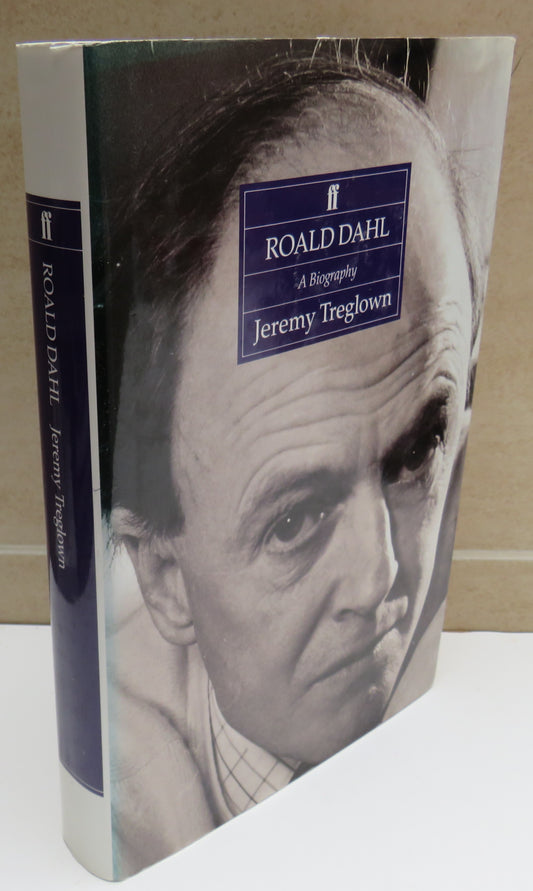 ff
ROALD DAHL
A Biography
Jeremy Treglown
ff
ROALD DAHL Jeremy Treglown